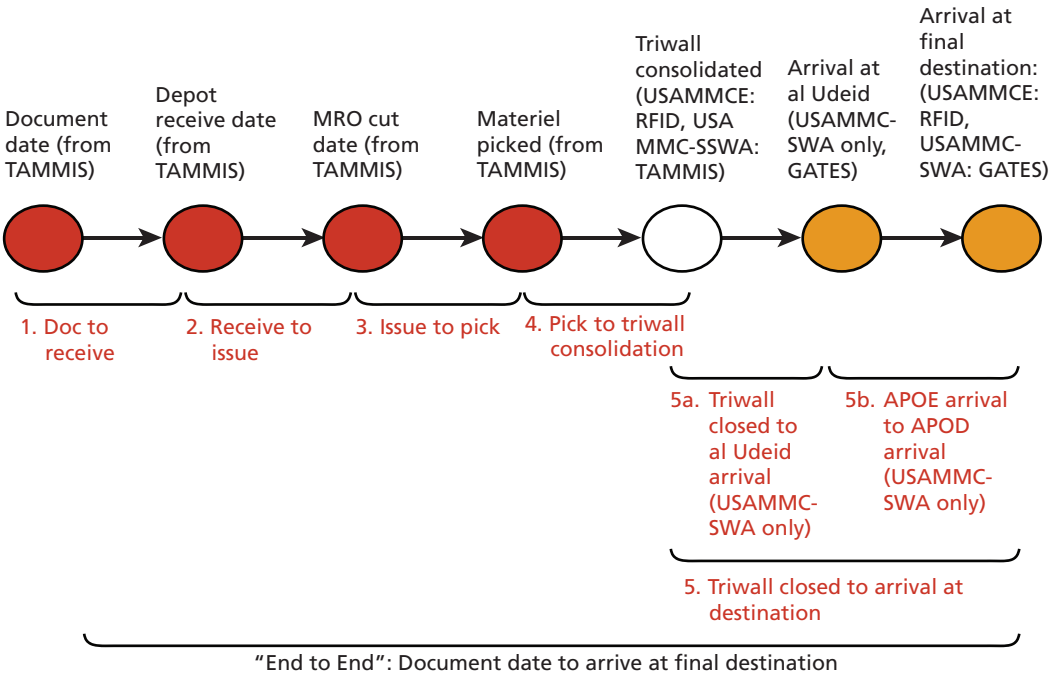 Document
date (from
TAMMIS)
Depot
receive date
(from
TAMMIS)
MRO cut
date (from
TAMMIS)
Materiel
picked (from
TAMMIS)
Triwall
consolidated
(USAMMCE:
RFID, USA
MMC-SSWA:
TAMMIS)
Arrival at
al Udeid
(USAMMC-
SWA only,
GATES)
Arrival at
final
destination:
(USAMMCE:
RFID,
USAMMC-
SWA: GATES)
1. Doc to
receive
2. Receive to
issue
3. Issue to pick
4. Pick to triwall
consolidation
5a. Triwall
closed to
al Udeid
arrival
(USAMMC-
SWA only)
5b. APOE arrival
to APOD
arrival
(USAMMC-
SWA only)
5. Triwall closed to arrival at
destination
“End to End”: Document date to arrive at final destination